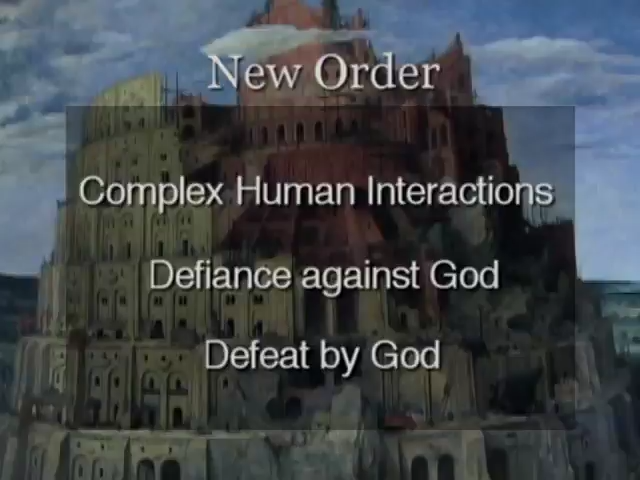 New Order
Complex Human Interactions
Defiance against God
Defeat by God